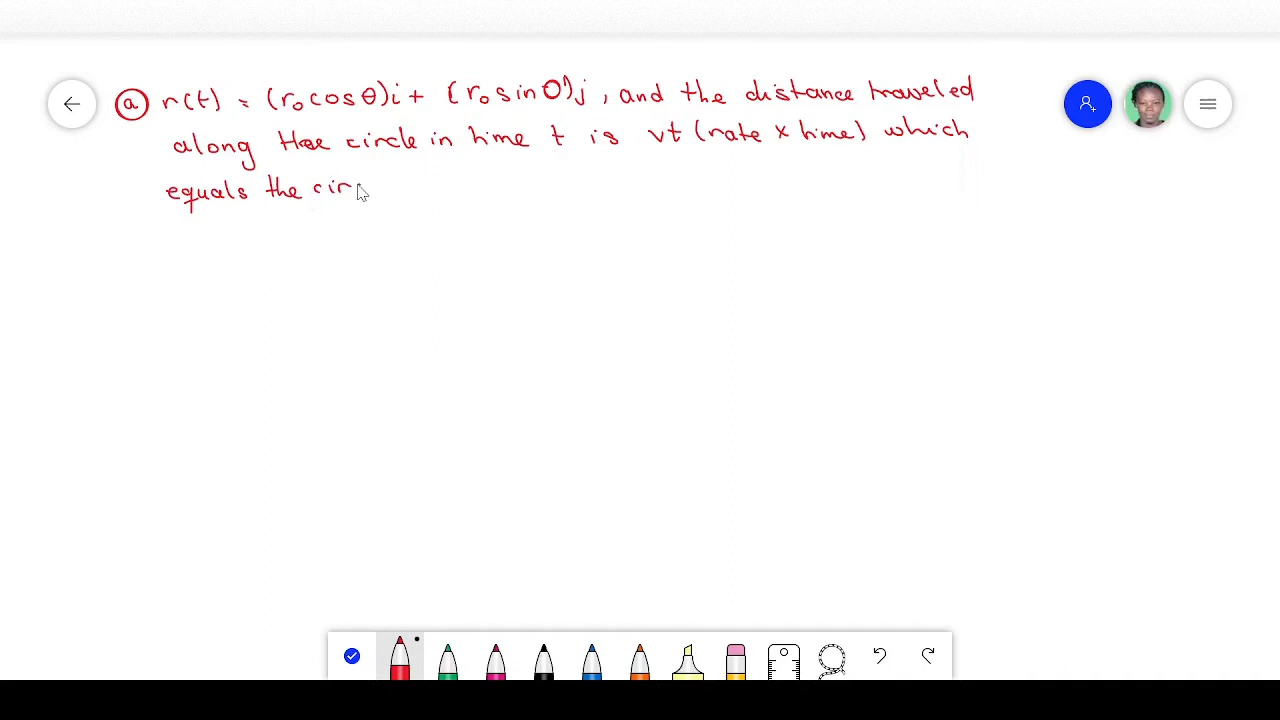 ⓐ r(t) = (r₀cosθ)i + (r₀sinθ)j, and the distance traveled
along the circle in time t is vt (rate × time) which
equals the cir